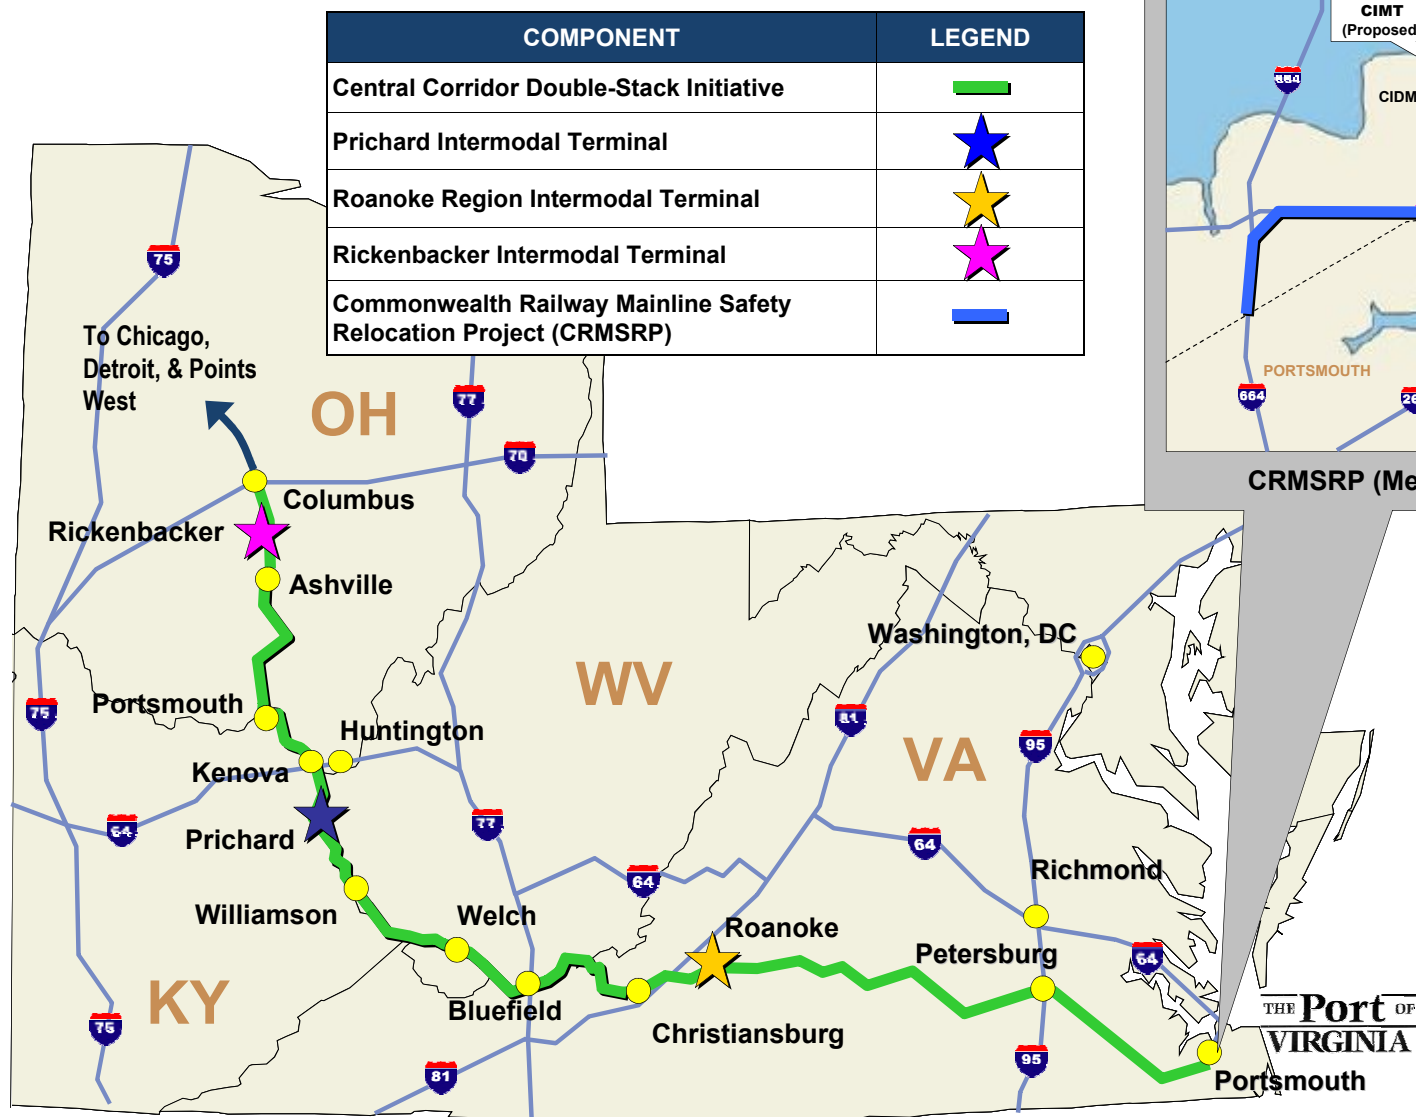 COMPONENT LEGEND
Central Corridor Double-Stack Initiative
Prichard Intermodal Terminal
Roanoke Region Intermodal Terminal
Rickenbacker Intermodal Terminal
Commonwealth Railway Mainline Safety
Relocation Project (CRMSRP)
CIMT
(Proposed
664
CIDM
PORTSMOUTH
664
26
CRMSRP (Me
75
To Chicago,
Detroit, & Points
West
OH
77
70
Columbus
Rickenbacker
Ashville
Washington, DC
WV
Portsmouth
75
Huntington
81
95
VA
Kenova
64
Prichard
77
64
Richmond
64
Williamson
Welch
Roanoke
Petersburg
64
KY
Bluefield
Christiansburg
75
THE Port OF
VIRGINIA
81
95
Portsmouth